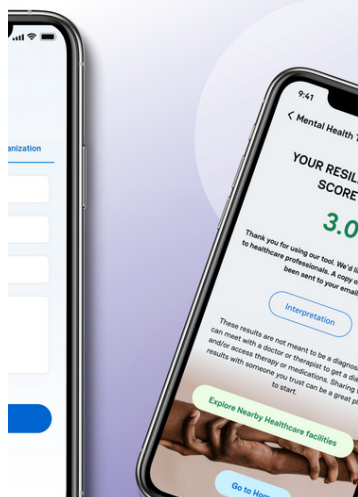 anization
9:41
Mental Health
YOUR RESIL
SCORE
3.0
Thank you for using our tool. We'd li
to healthcare professionals. A copy o
been sent to your email
Interpretation
These results are not meant to be a diagnos
can meet with a doctor or therapist to get a dia
and/or access therapy or medications. Sharing
results with someone you trust can be a great pl
to start.
Explore Nearby Healthcare facilities
Go to Hom